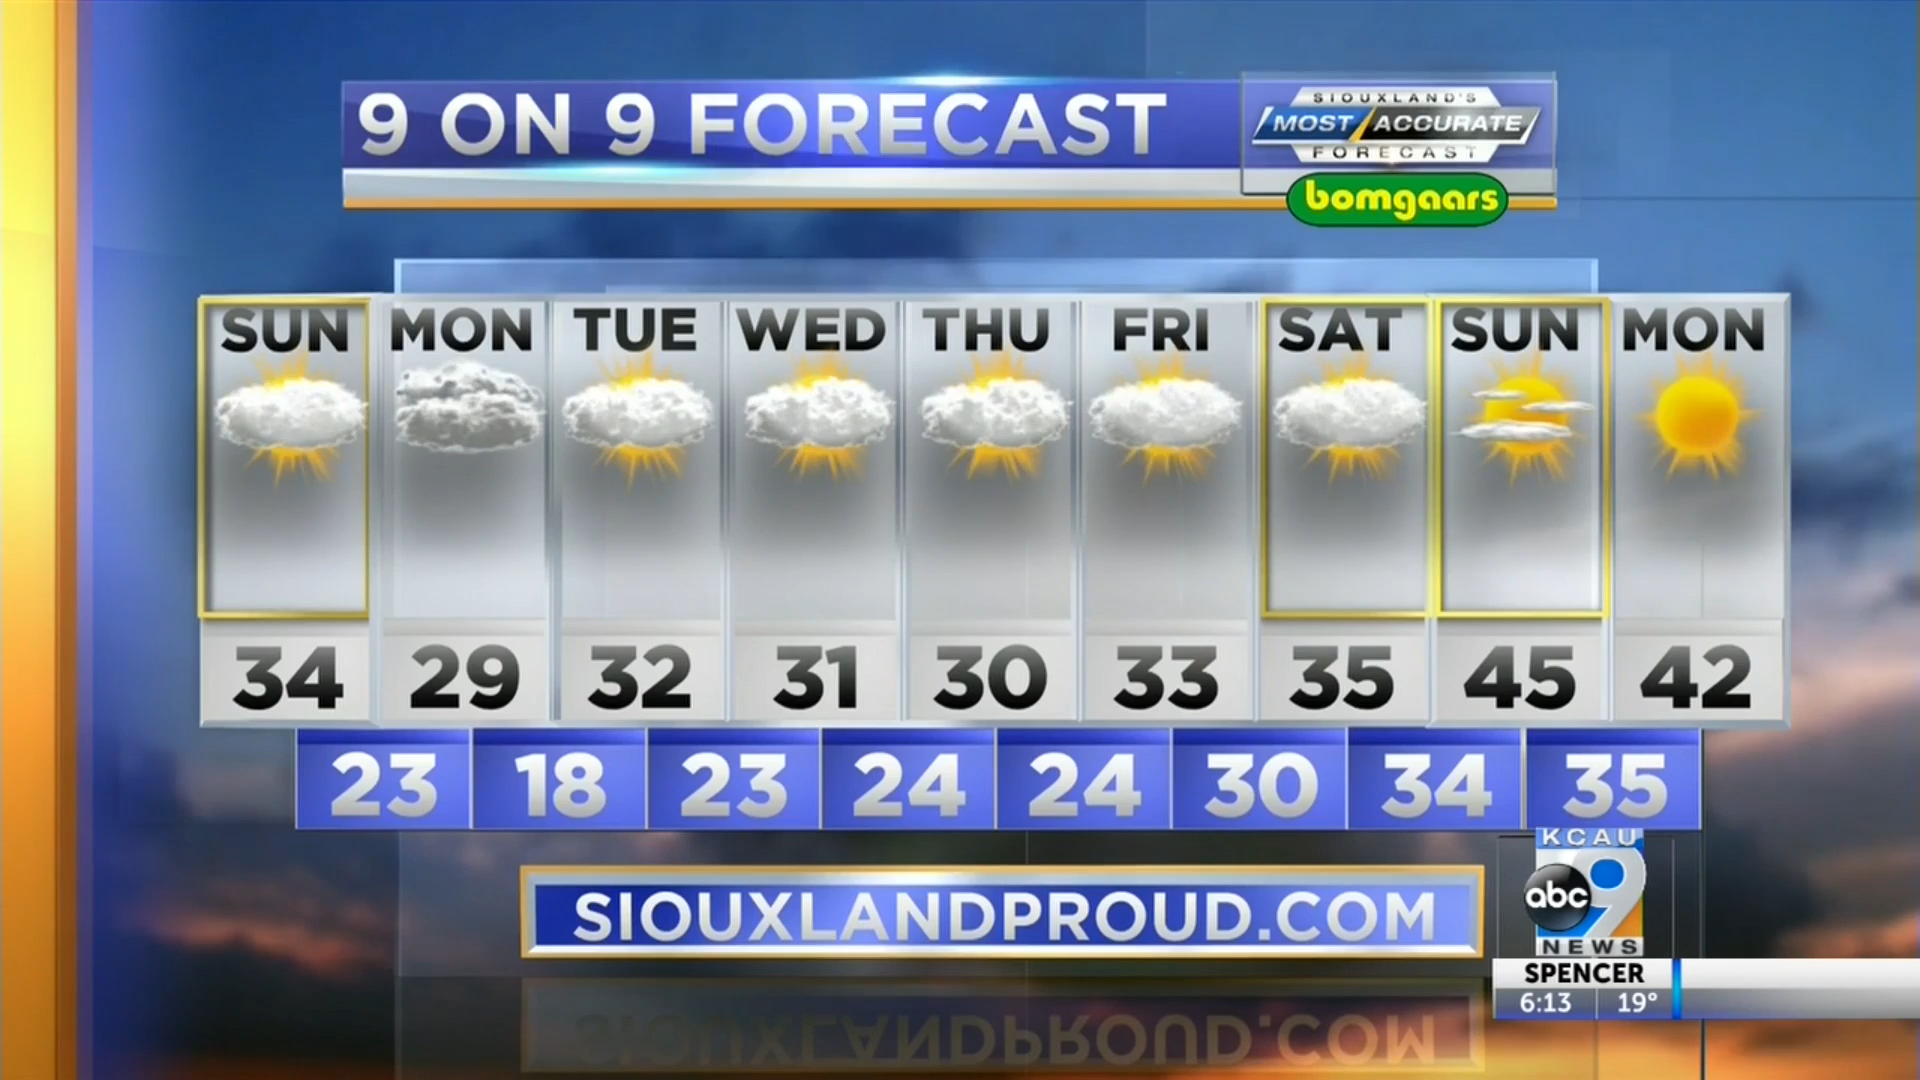 9 ON 9 FORECAST
SIOUXLAND'S
MOST ACCURATE
FORECAST
bomgaars
SUN MON TUE WED THU FRI SAT SUN MON
34 29 32 31 30 33 35 45 42
23 18 23 24 24 30 34 35
SIOUXLANDPROUD.COM
KCAU
abc 9
NEWS
SPENCER
6:13 19°
SIOUXLANDPROUD.COM